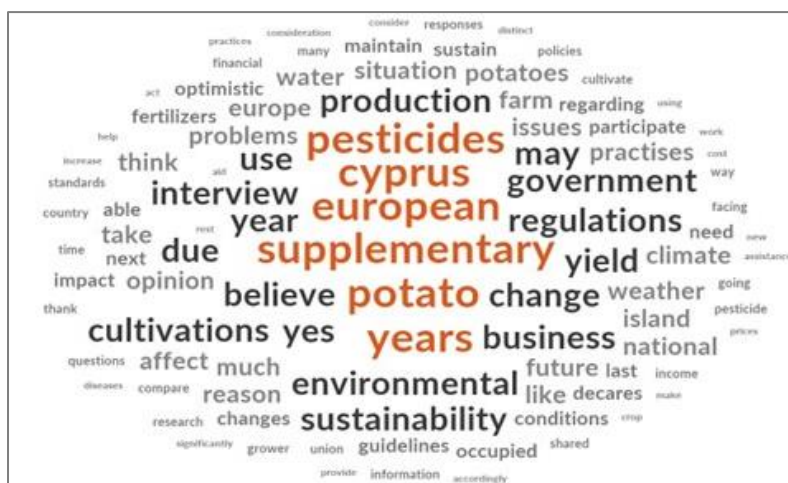 consider responses distinct
practices consideration many maintain sustain policies
financial water situation potatoes cultivate
act optimistic production farm regarding using
fertilizers europe pesticides issues participate work
help problems cyprus may practises cost
increase think aid use government way
standards interview european regulations facing
country able year need new
time take rest due supplementary yield climate assistance
next
impact opinion believe potato change weather going
thank pesticide
cultivations yes years business island prices
national
questions affect much future last income
diseases compare reason environmental like decares make
research changes sustainability conditions crop
significantly grower union guidelines occupied shared
provide information accordingly